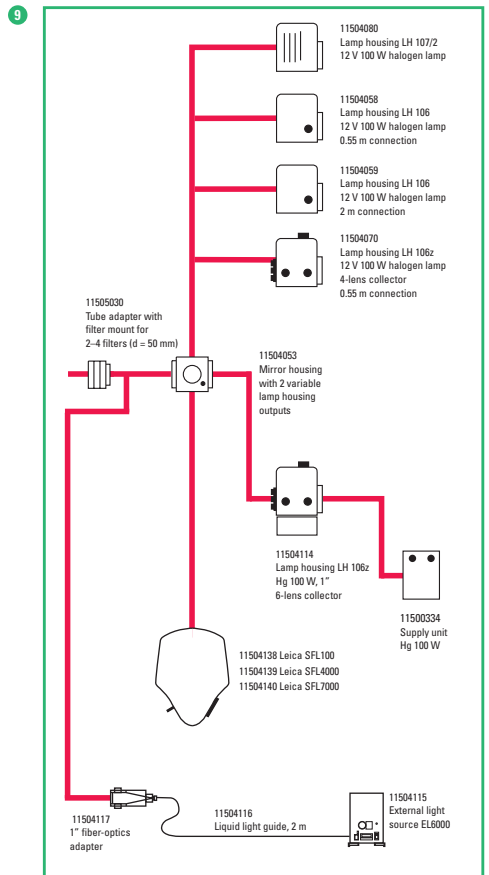 9
11504080
Lamp housing LH 107/2
12 V 100 W halogen lamp
11504058
Lamp housing LH 106
12 V 100 W halogen lamp
0.55 m connection
11504059
Lamp housing LH 106
12 V 100 W halogen lamp
2 m connection
11504070
Lamp housing LH 106z
12 V 100 W halogen lamp
4-lens collector
0.55 m connection
11505030
Tube adapter with
filter mount for
2–4 filters (d = 50 mm)
11504053
Mirror housing
with 2 variable
lamp housing
outputs
11504114
Lamp housing LH 106z
Hg 100 W, 1"
6-lens collector
11500334
Supply unit
Hg 100 W
11504138 Leica SFL100
11504139 Leica SFL4000
11504140 Leica SFL7000
11504117
1" fiber-optics
adapter
11504116
Liquid light guide, 2 m
11504115
External light
source EL6000